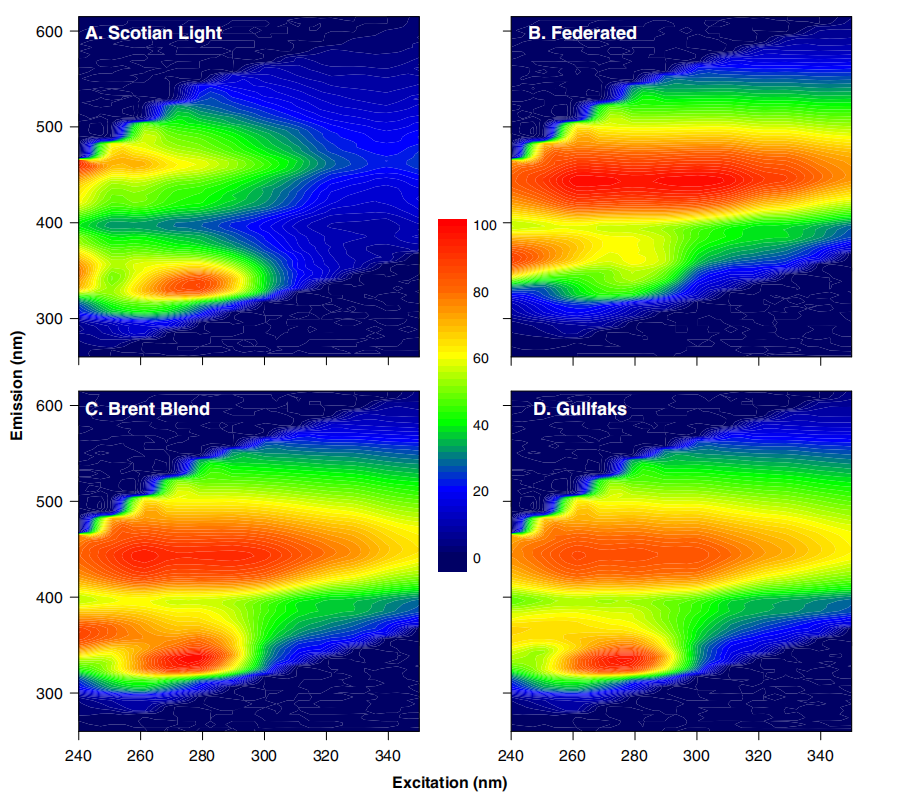 A. Scotian Light
B. Federated
600
500
400
300
100
80
60
40
20
0
Emission (nm)
C. Brent Blend
D. Gullfaks
600
500
400
300
240 260 280 300 320 340
240 260 280 300 320 340
Excitation (nm)